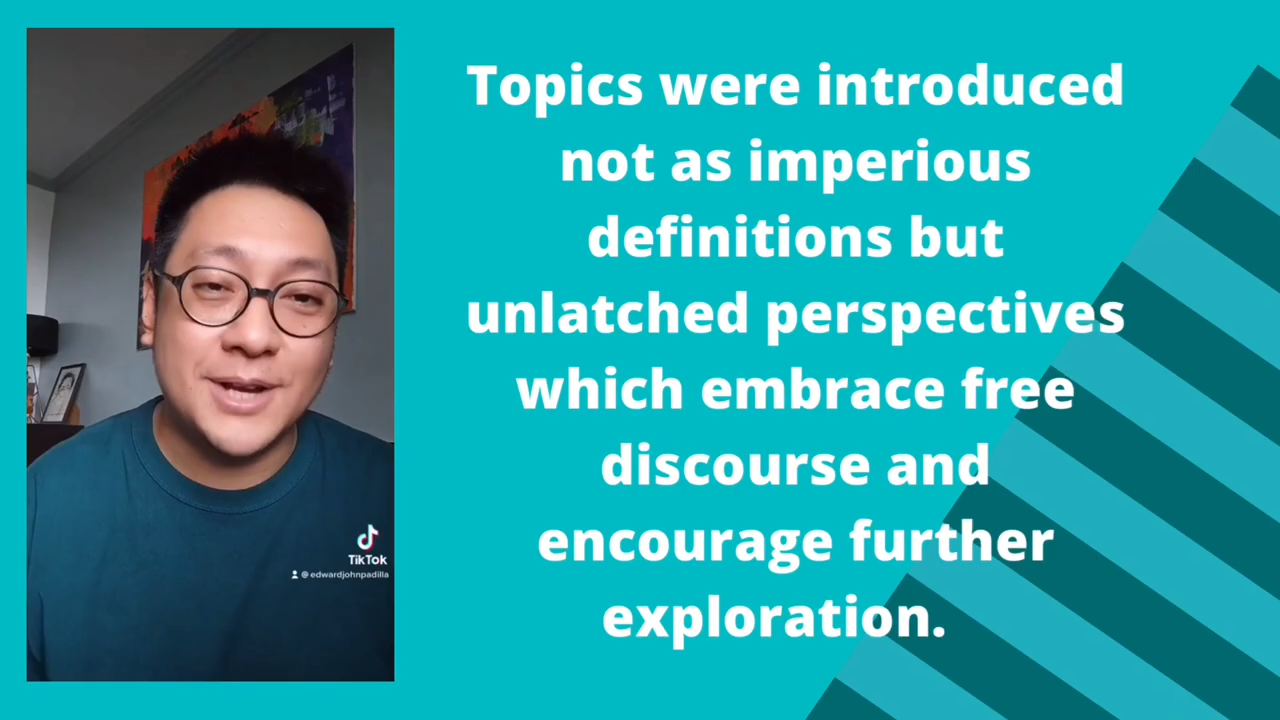 Topics were introduced
not as imperious
definitions but
unlatched perspectives
which embrace free
discourse and
encourage further
exploration.
TikTok
@edwardjohnpadilla